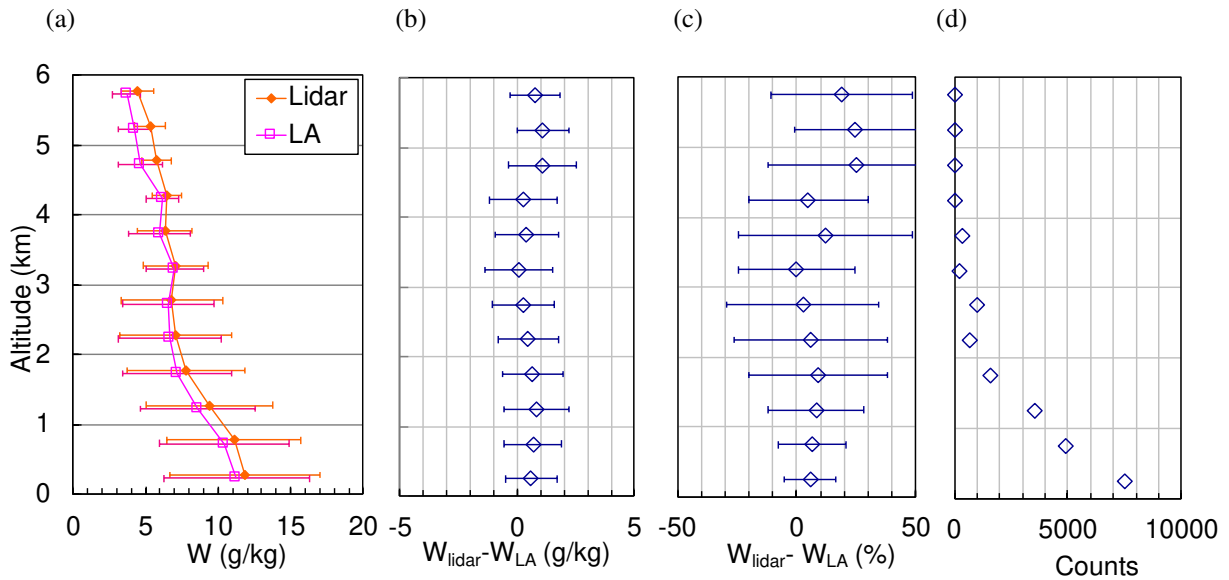 (a)
(b)
(c)
(d)
Altitude (km)
6
5
4
3
2
1
0
Lidar
LA
0 5 10 15 20
W (g/kg)
-5 0 5
W_lidar-W_LA (g/kg)
-50 0 50
W_lidar- W_LA (%)
0 5000 10000
Counts